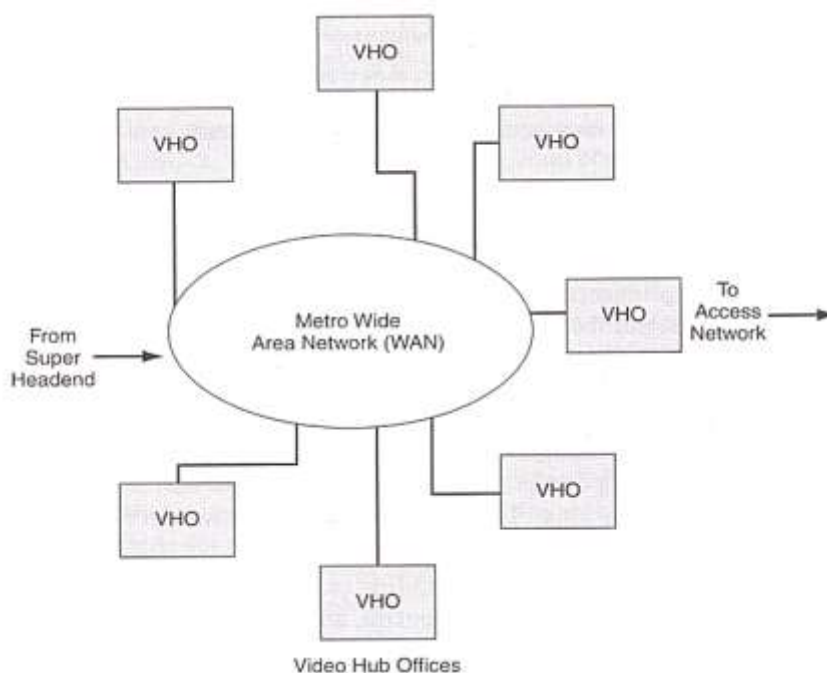 VHO
VHO
VHO
VHO
To
Access
Network
Metro Wide
Area Network (WAN)
From
Super
Headend
VHO
VHO
VHO
Video Hub Offices